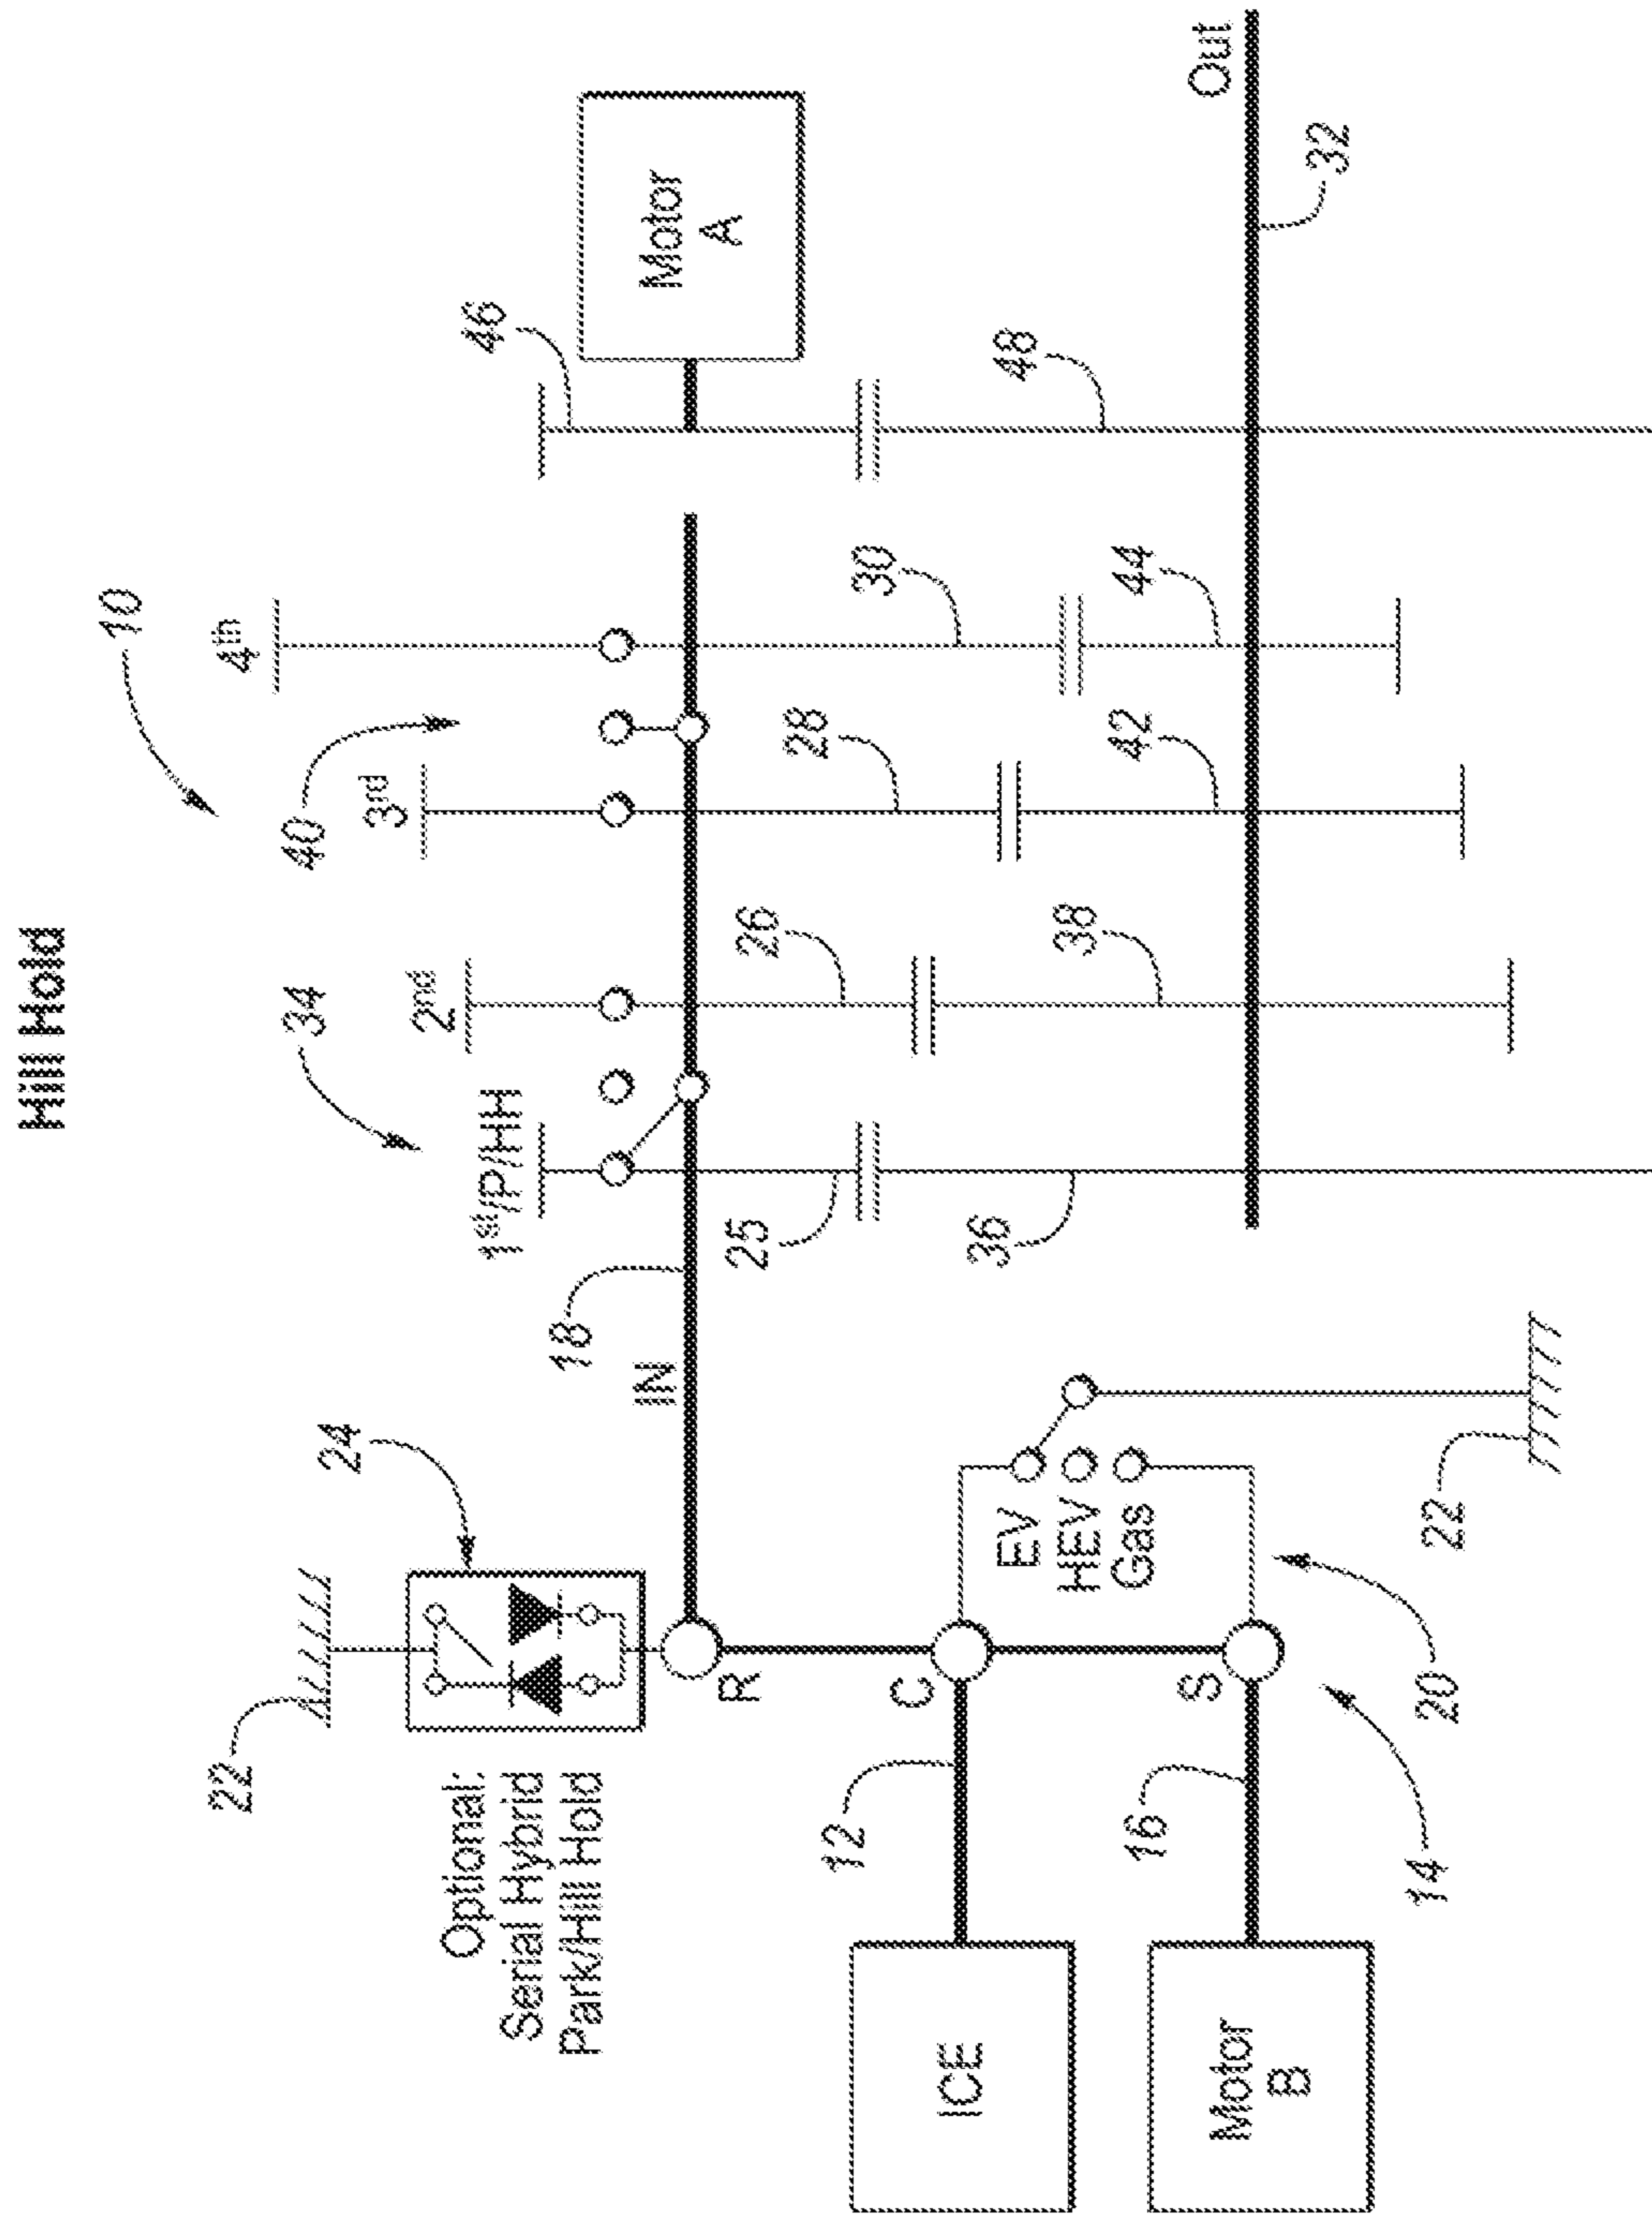 Hill Hold
10
22
24
34
40
4th
3rd
2nd
1st/P/HH
46
Optional:
Serial Hybrid
Park/Hill Hold
R
IN
18
25
26
28
30
Motor
A
ICE
12
C
EV
HEV
Gas
36
38
42
44
48
Motor
B
16
S
14
20
22
32
Out